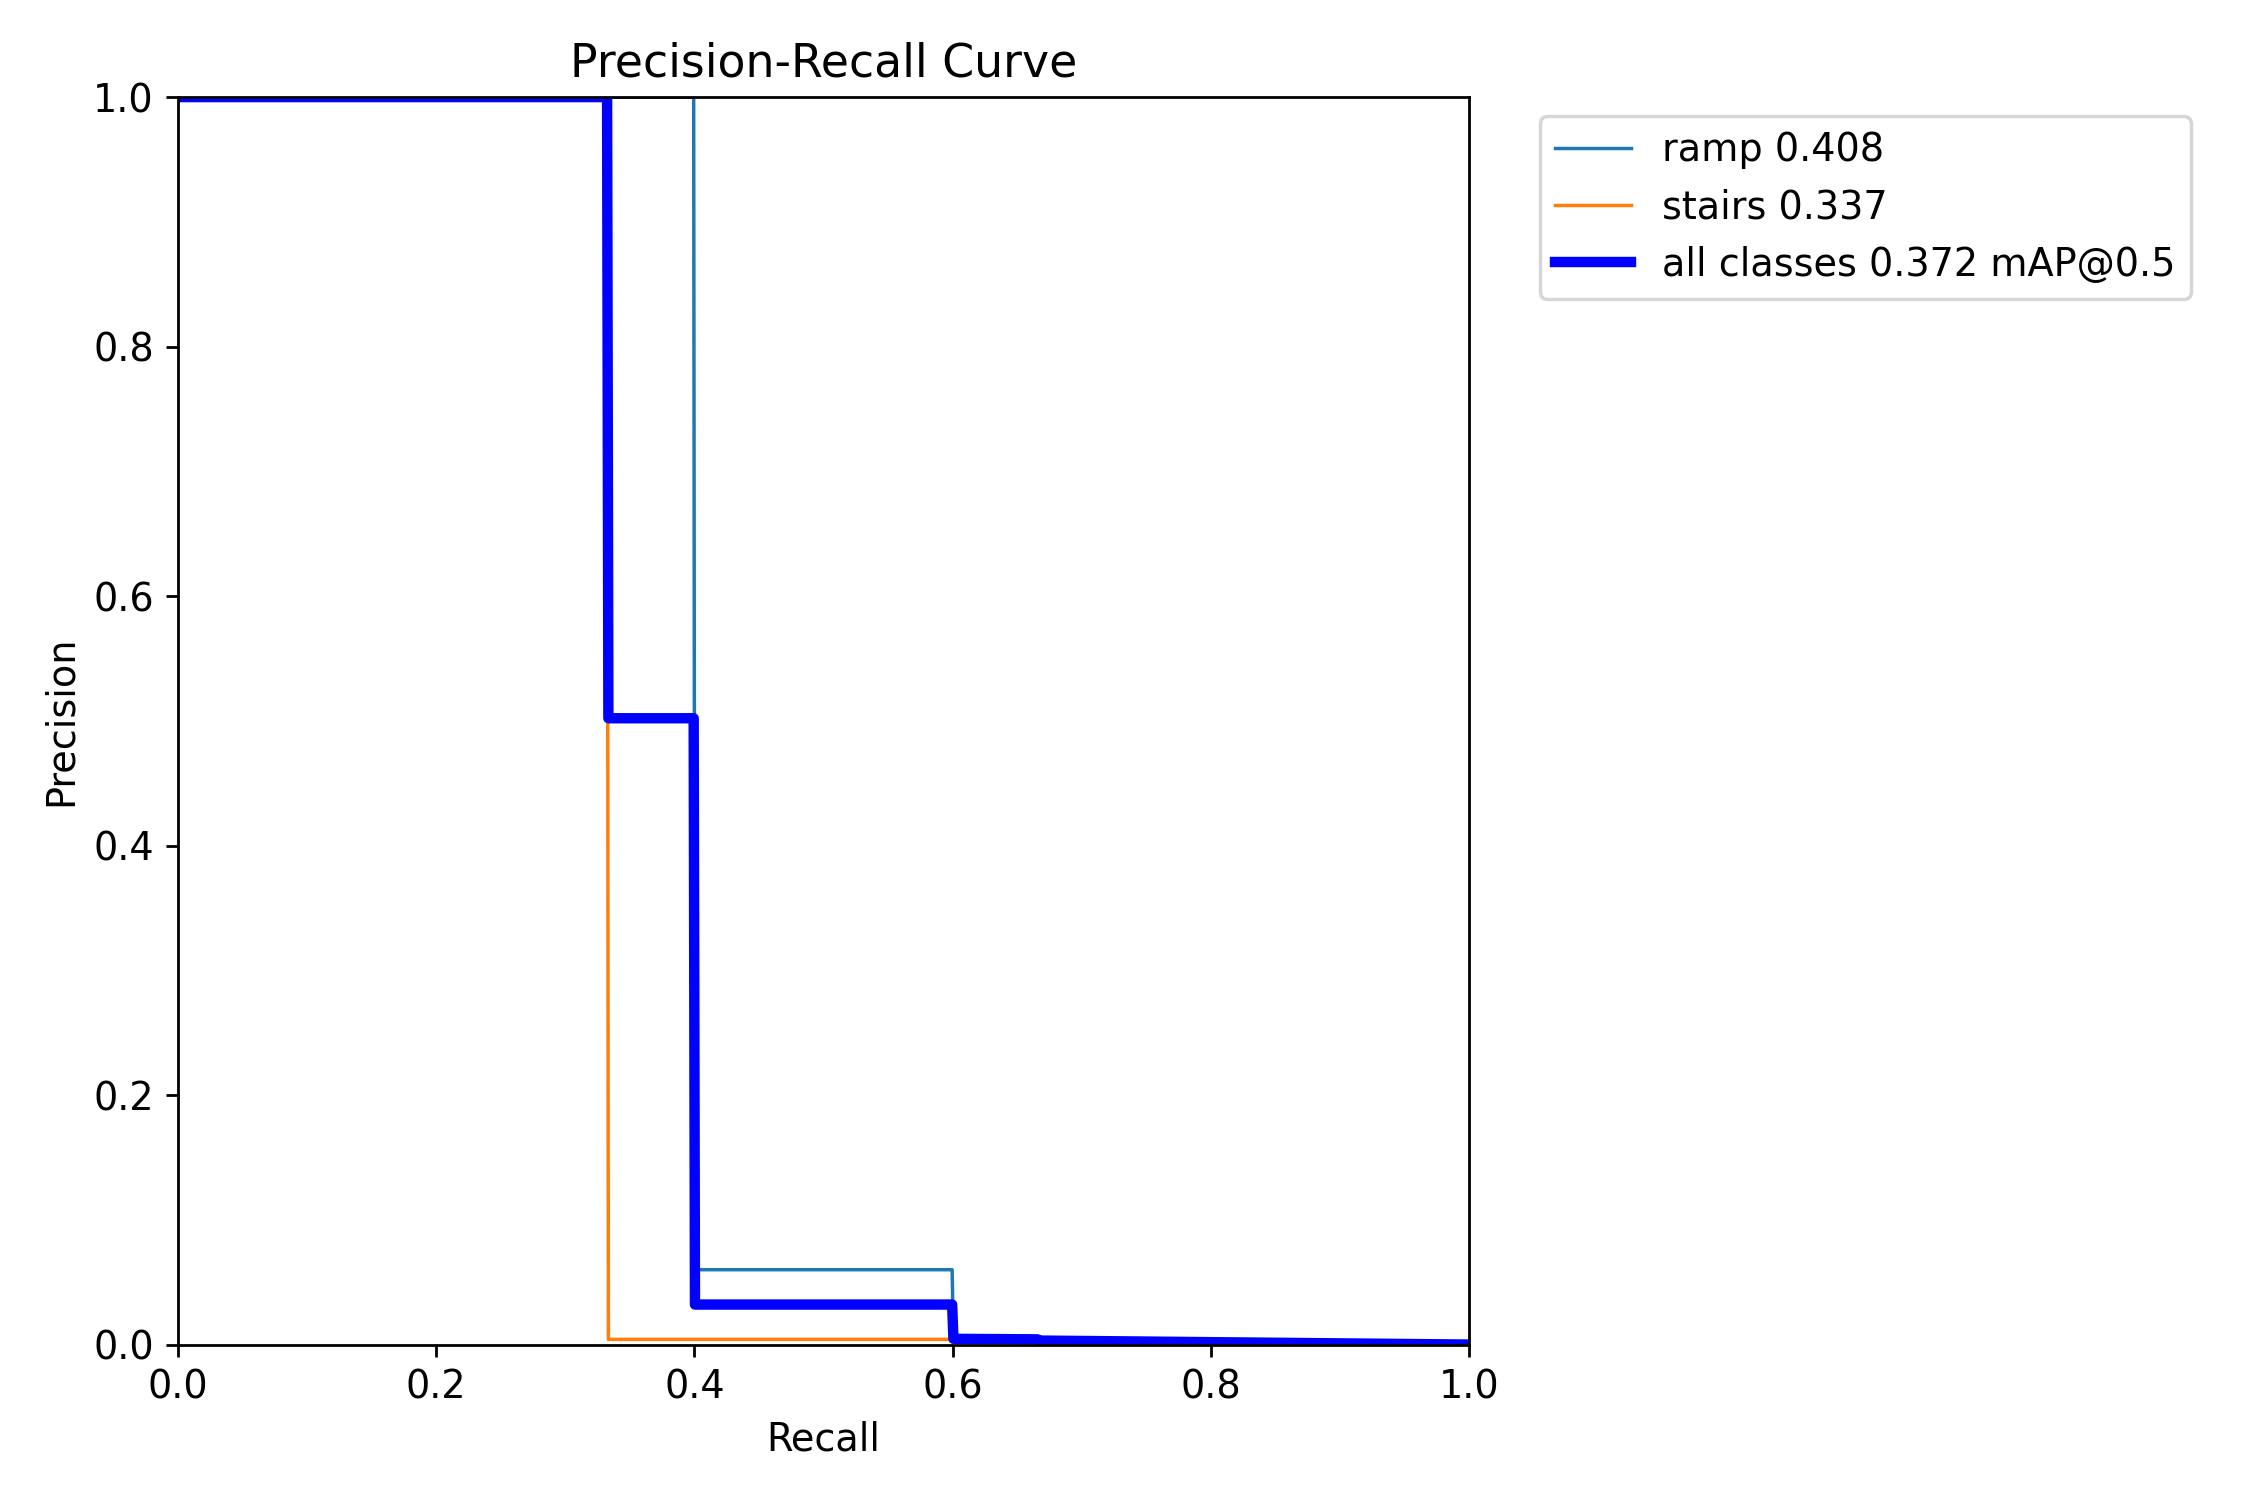 Precision-Recall Curve
1.0
0.8
0.6
0.4
0.2
0.0
Precision
0.0 0.2 0.4 0.6 0.8 1.0
Recall
ramp 0.408
stairs 0.337
all classes 0.372 mAP@0.5